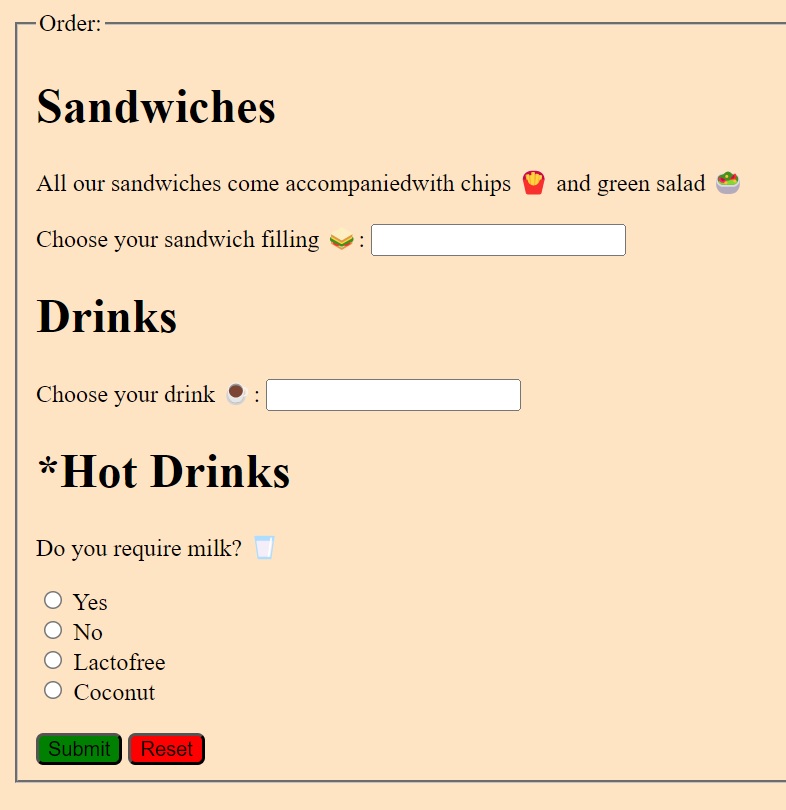 Order:
Sandwiches
All our sandwiches come accompaniedwith chips 🍟 and green salad 🥗
Choose your sandwich filling 🥪 :
Drinks
Choose your drink ☕ :
*Hot Drinks
Do you require milk? 🥛
Yes
No
Lactofree
Coconut
Submit Reset